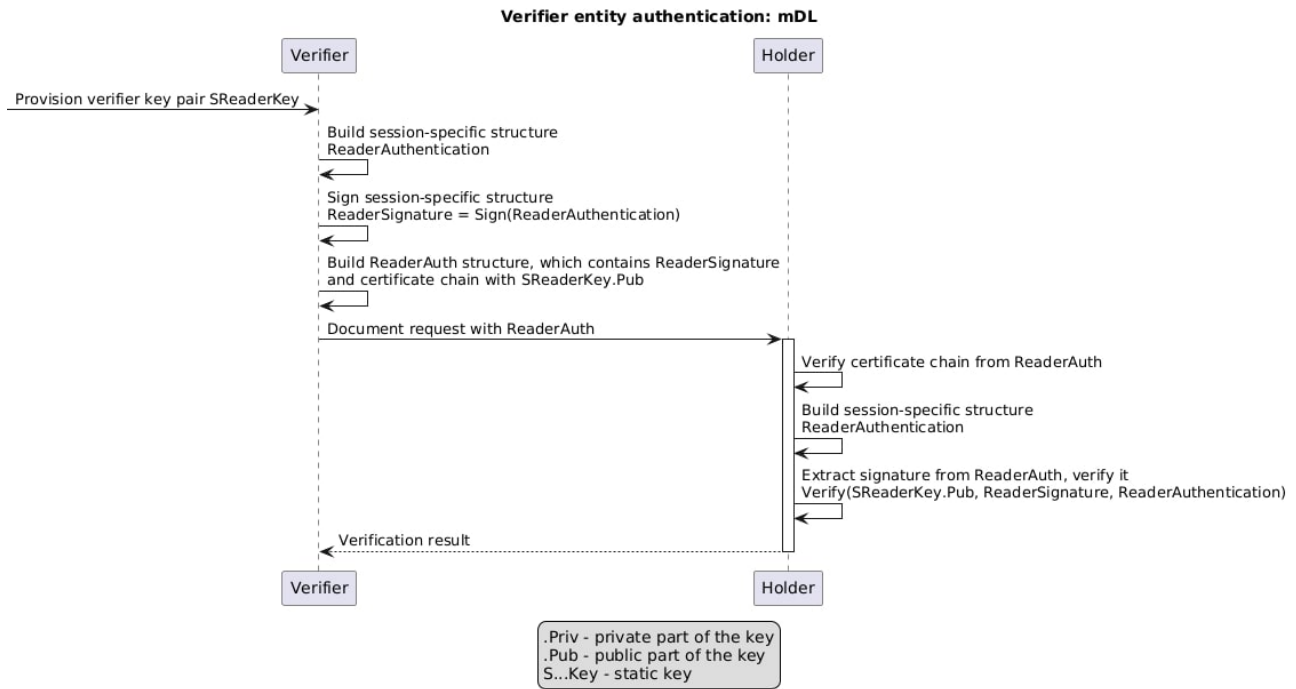 Verifier entity authentication: mDL
Verifier
Holder
Provision verifier key pair SReaderKey
Build session-specific structure
ReaderAuthentication
Sign session-specific structure
ReaderSignature = Sign(ReaderAuthentication)
Build ReaderAuth structure, which contains ReaderSignature
and certificate chain with SReaderKey.Pub
Document request with ReaderAuth
Verify certificate chain from ReaderAuth
Build session-specific structure
ReaderAuthentication
Extract signature from ReaderAuth, verify it
Verify(SReaderKey.Pub, ReaderSignature, ReaderAuthentication)
Verification result
Verifier
Holder
.Priv - private part of the key
.Pub - public part of the key
S...Key - static key